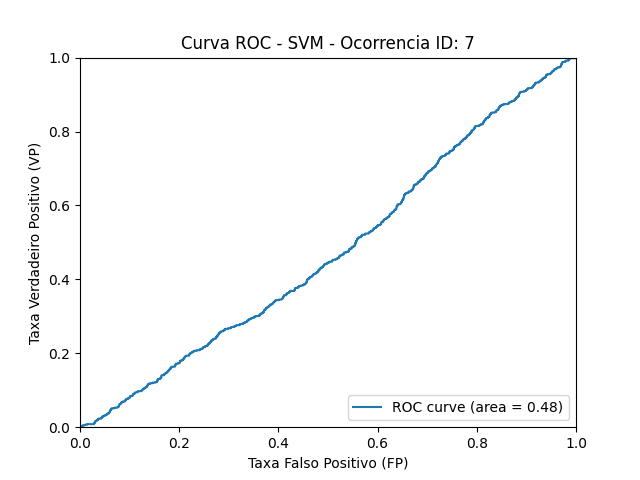 Curva ROC - SVM - Ocorrencia ID: 7
1.0
0.8
0.6
0.4
0.2
0.0
Taxa Verdadeiro Positivo (VP)
ROC curve (area = 0.48)
0.0 0.2 0.4 0.6 0.8 1.0
Taxa Falso Positivo (FP)